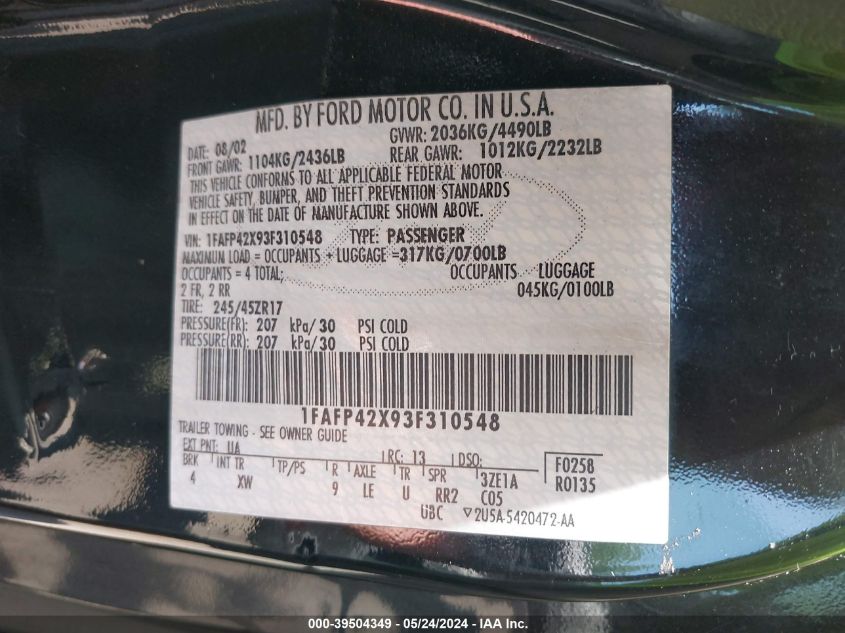 MFD. BY FORD MOTOR CO. IN U.S.A.
DATE: 08/02 GVWR: 2036KG/4490LB
FRONT GAWR: 1104KG/2436LB REAR GAWR: 1012KG/2232LB
THIS VEHICLE CONFORMS TO ALL APPLICABLE FEDERAL MOTOR
VEHICLE SAFETY, BUMPER, AND THEFT PREVENTION STANDARDS
IN EFFECT ON THE DATE OF MANUFACTURE SHOWN ABOVE.
VIN: 1FAFP42X93F310548 TYPE: PASSENGER
MAXIMUM LOAD = OCCUPANTS + LUGGAGE =317KG/0700LB
OCCUPANTS = 4 TOTAL; OCCUPANTS LUGGAGE
2 FR, 2 RR 045KG/0100LB
TIRE: 245/45ZR17
PRESSURE(FR): 207 kPa/ 30 PSI COLD
PRESSURE(RR): 207 kPa/ 30 PSI COLD
1FAFP42X93F310548
TRAILER TOWING - SEE OWNER GUIDE
EXT PNT: UA RC: 13 DSO: F0258
BRK INT TR TP/PS R AXLE TR SPR 3ZE1A R0135
4 XW 9 LE U RR2 C05
UBC ▽2U5A-5420472-AA
000-39504349 - 05/24/2024 - IAA Inc.